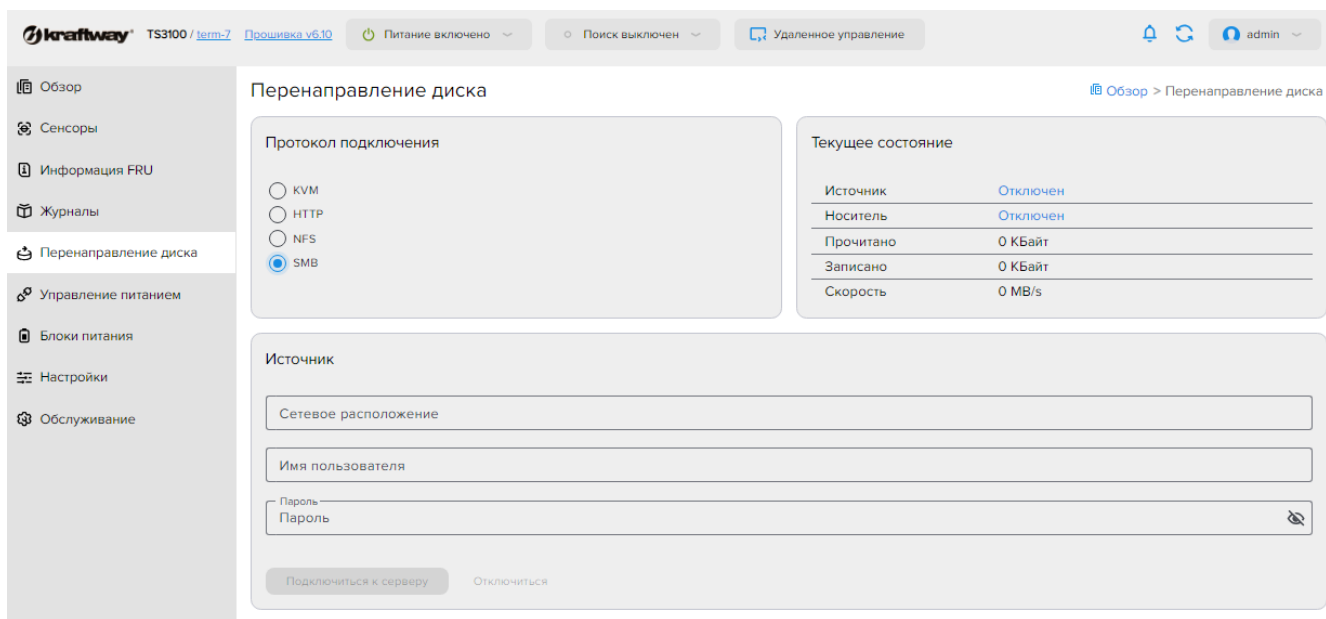 kraftway TS3100 / term-7 Прошивка v6.10 Питание включено Поиск выключен Удаленное управление admin
Обзор
Сенсоры
Информация FRU
Журналы
Перенаправление диска
Управление питанием
Блоки питания
Настройки
Обслуживание
Перенаправление диска
Обзор > Перенаправление диска
Протокол подключения
KVM
HTTP
NFS
SMB
Текущее состояние
Источник Отключен
Носитель Отключен
Прочитано 0 КБайт
Записано 0 КБайт
Скорость 0 MB/s
Источник
Сетевое расположение
Имя пользователя
Пароль
Пароль
Подключиться к серверу Отключиться